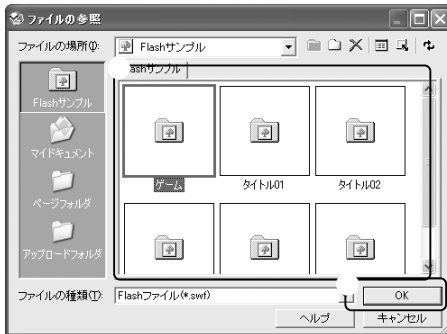 ファイルの参照
ファイルの場所(I):
Flashサンプル
ashサンプル
Flashサンプル
マイドキュメント
ページフォルダ
アップロードフォルダ
ゲーム
タイトル01
タイトル02
ファイルの種類(T):
Flashファイル(*.swf)
OK
ヘルプ
キャンセル